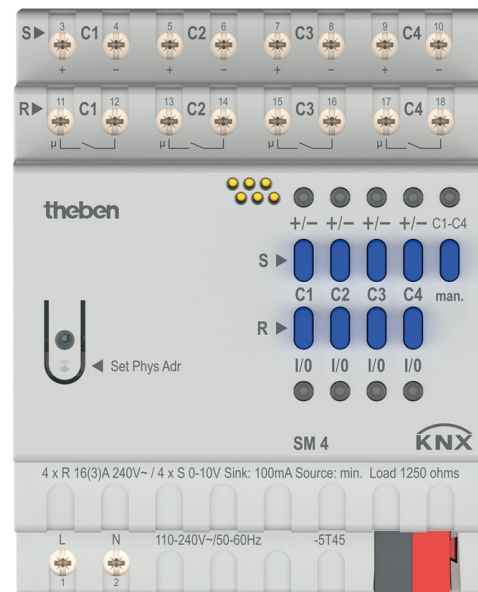 3 4 5 6 7 8 9 10
S▶ C1 C2 C3 C4
+ − + − + − + −
11 12 13 14 15 16 17 18
R▶ C1 C2 C3 C4
µ µ µ µ
theben
+/− +/− +/− +/− C1-C4
S ▶
C1 C2 C3 C4 man.
R ▶
◀ Set Phys Adr
I/0 I/0 I/0 I/0
SM 4 KNX
4 x R 16(3)A 240V~ / 4 x S 0-10V Sink: 100mA Source: min. Load 1250 ohms
L N 110-240V~/50-60Hz -5T45
1 2